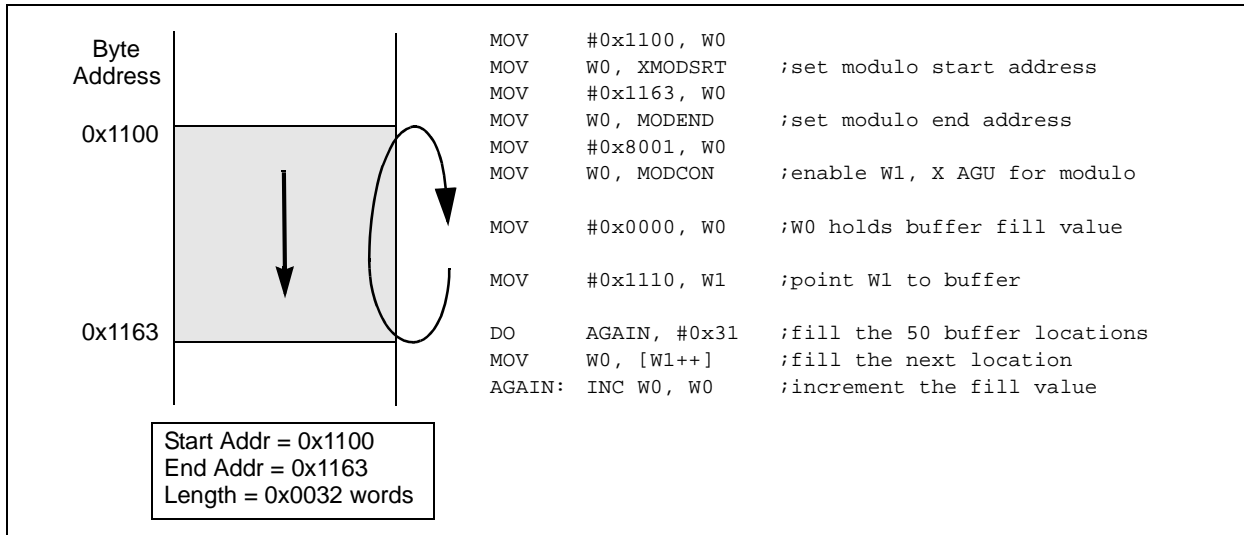 Byte
Address
0x1100
0x1163
Start Addr = 0x1100
End Addr = 0x1163
Length = 0x0032 words
MOV #0x1100, W0
MOV W0, XMODSRT ;set modulo start address
MOV #0x1163, W0
MOV W0, MODEND ;set modulo end address
MOV #0x8001, W0
MOV W0, MODCON ;enable W1, X AGU for modulo
MOV #0x0000, W0 ;W0 holds buffer fill value
MOV #0x1110, W1 ;point W1 to buffer
DO AGAIN, #0x31 ;fill the 50 buffer locations
MOV W0, [W1++] ;fill the next location
AGAIN: INC W0, W0 ;increment the fill value